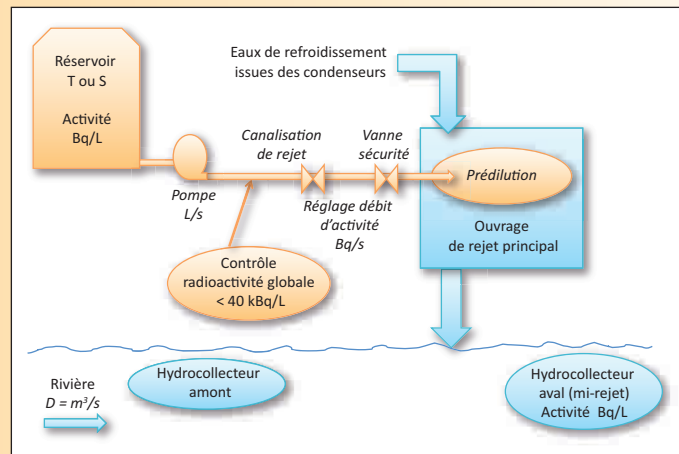 Réservoir
T ou S
Activité
Bq/L
Eaux de refroidissement
issues des condenseurs
Canalisation
de rejet
Vanne
sécurité
Prédilution
Pompe
L/s
Réglage débit
d'activité
Bq/s
Ouvrage
de rejet principal
Contrôle
radioactivité globale
< 40 kBq/L
Rivière
D = m³/s
Hydrocollecteur
amont
Hydrocollecteur
aval (mi-rejet)
Activité Bq/L